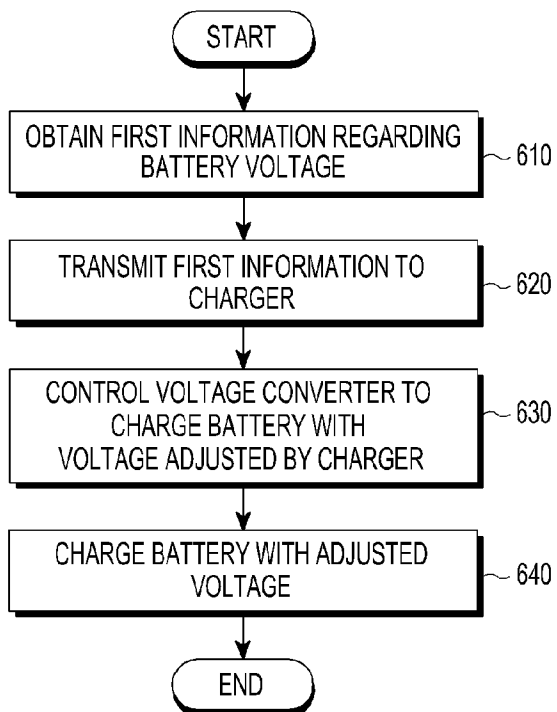 START
OBTAIN FIRST INFORMATION REGARDING
BATTERY VOLTAGE
610
TRANSMIT FIRST INFORMATION TO
CHARGER
620
CONTROL VOLTAGE CONVERTER TO
CHARGE BATTERY WITH
VOLTAGE ADJUSTED BY CHARGER
630
CHARGE BATTERY WITH ADJUSTED
VOLTAGE
640
END